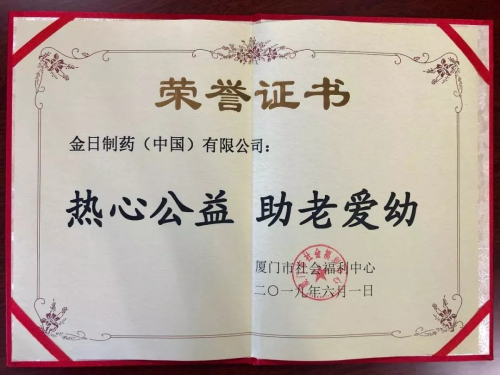 荣誉证书
金日制药（中国）有限公司：
热心公益 助老爱幼
厦门市社会福利中心
二〇一九年六月一日